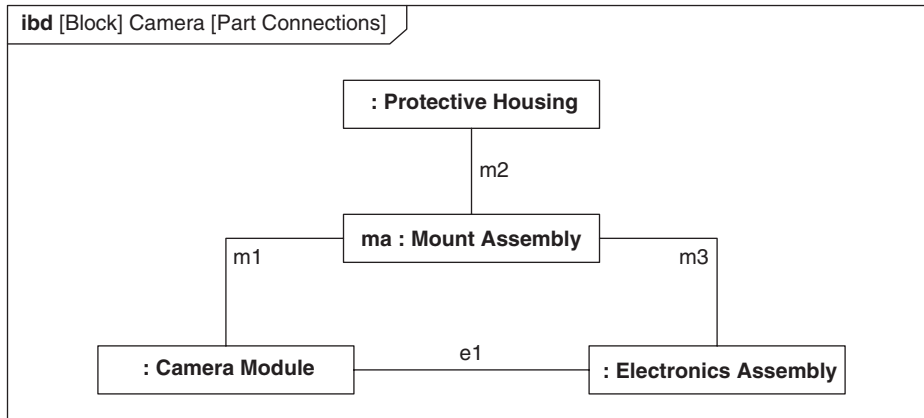 ibd [Block] Camera [Part Connections]
: Protective Housing
m2
ma : Mount Assembly
m1
m3
: Camera Module
e1
: Electronics Assembly